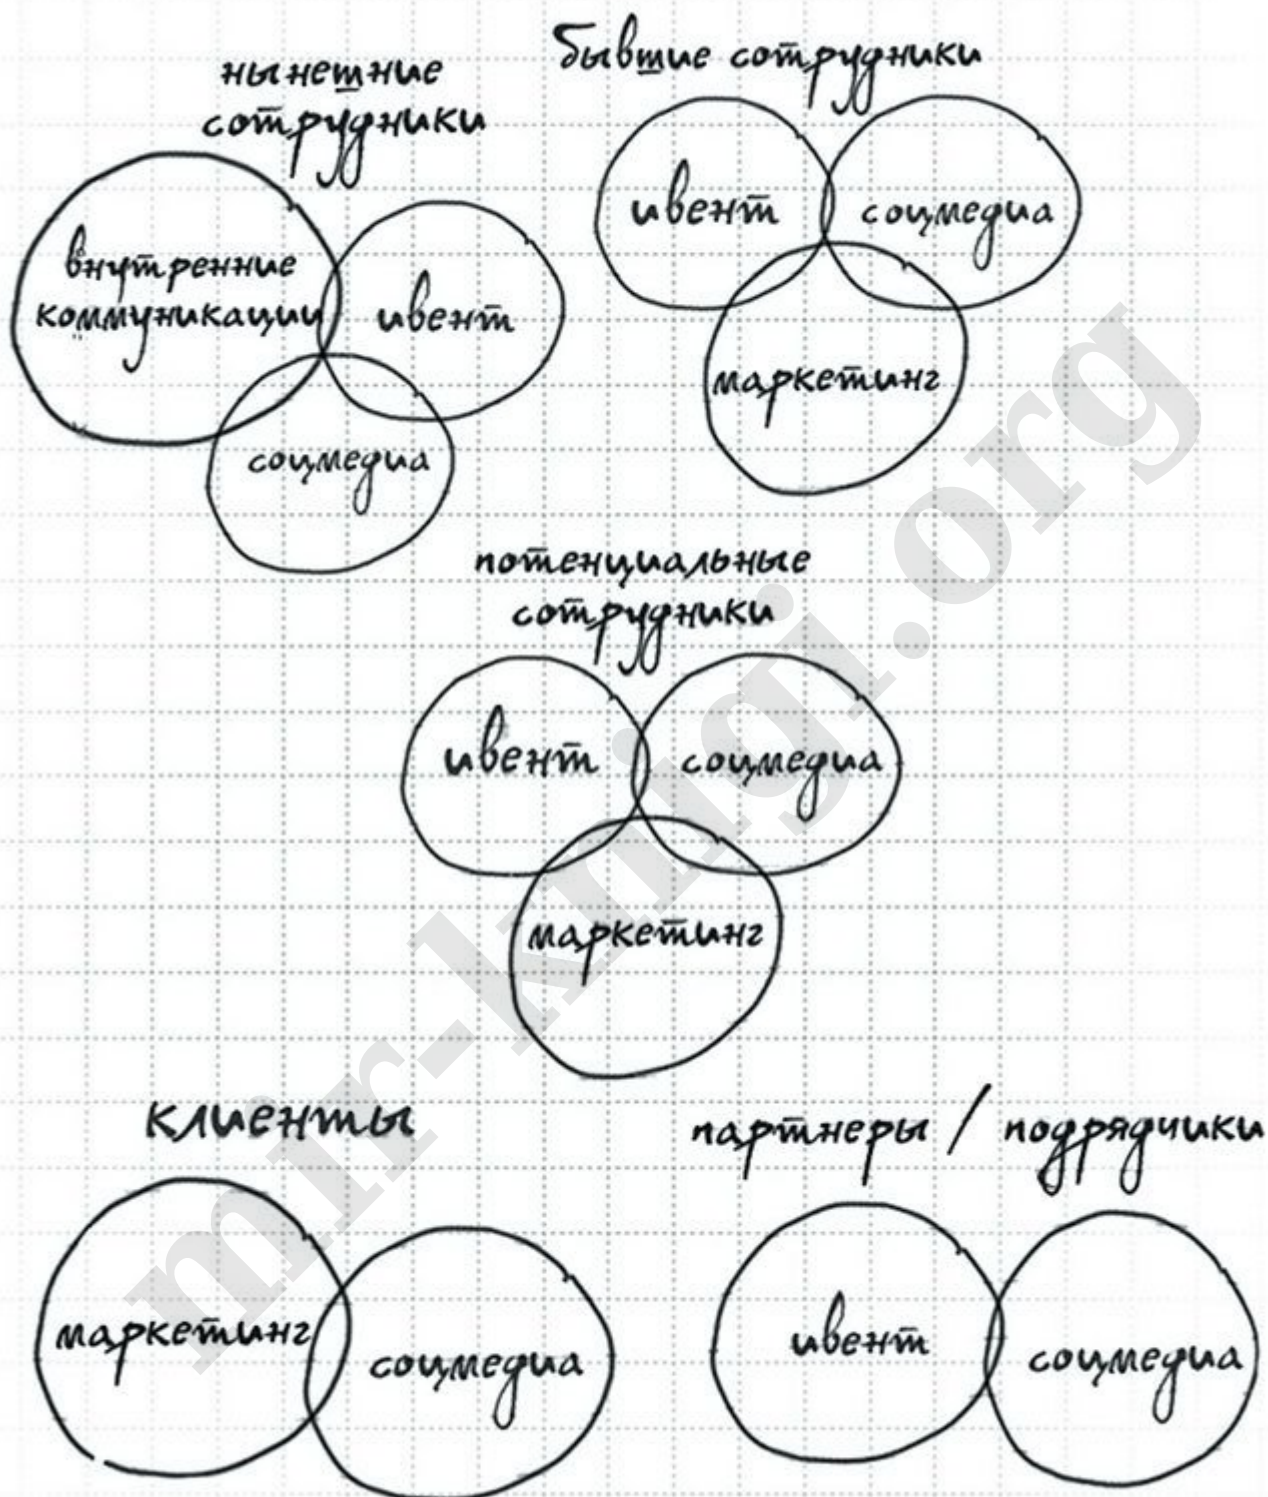 нынешние
сотрудники
внутренние
коммуникации
ивент
соцмедиа
бывшие сотрудники
ивент
соцмедиа
маркетинг
потенциальные
сотрудники
ивент
соцмедиа
маркетинг
клиенты
маркетинг
соцмедиа
партнеры / подрядчики
ивент
соцмедиа
mir-knigi.org